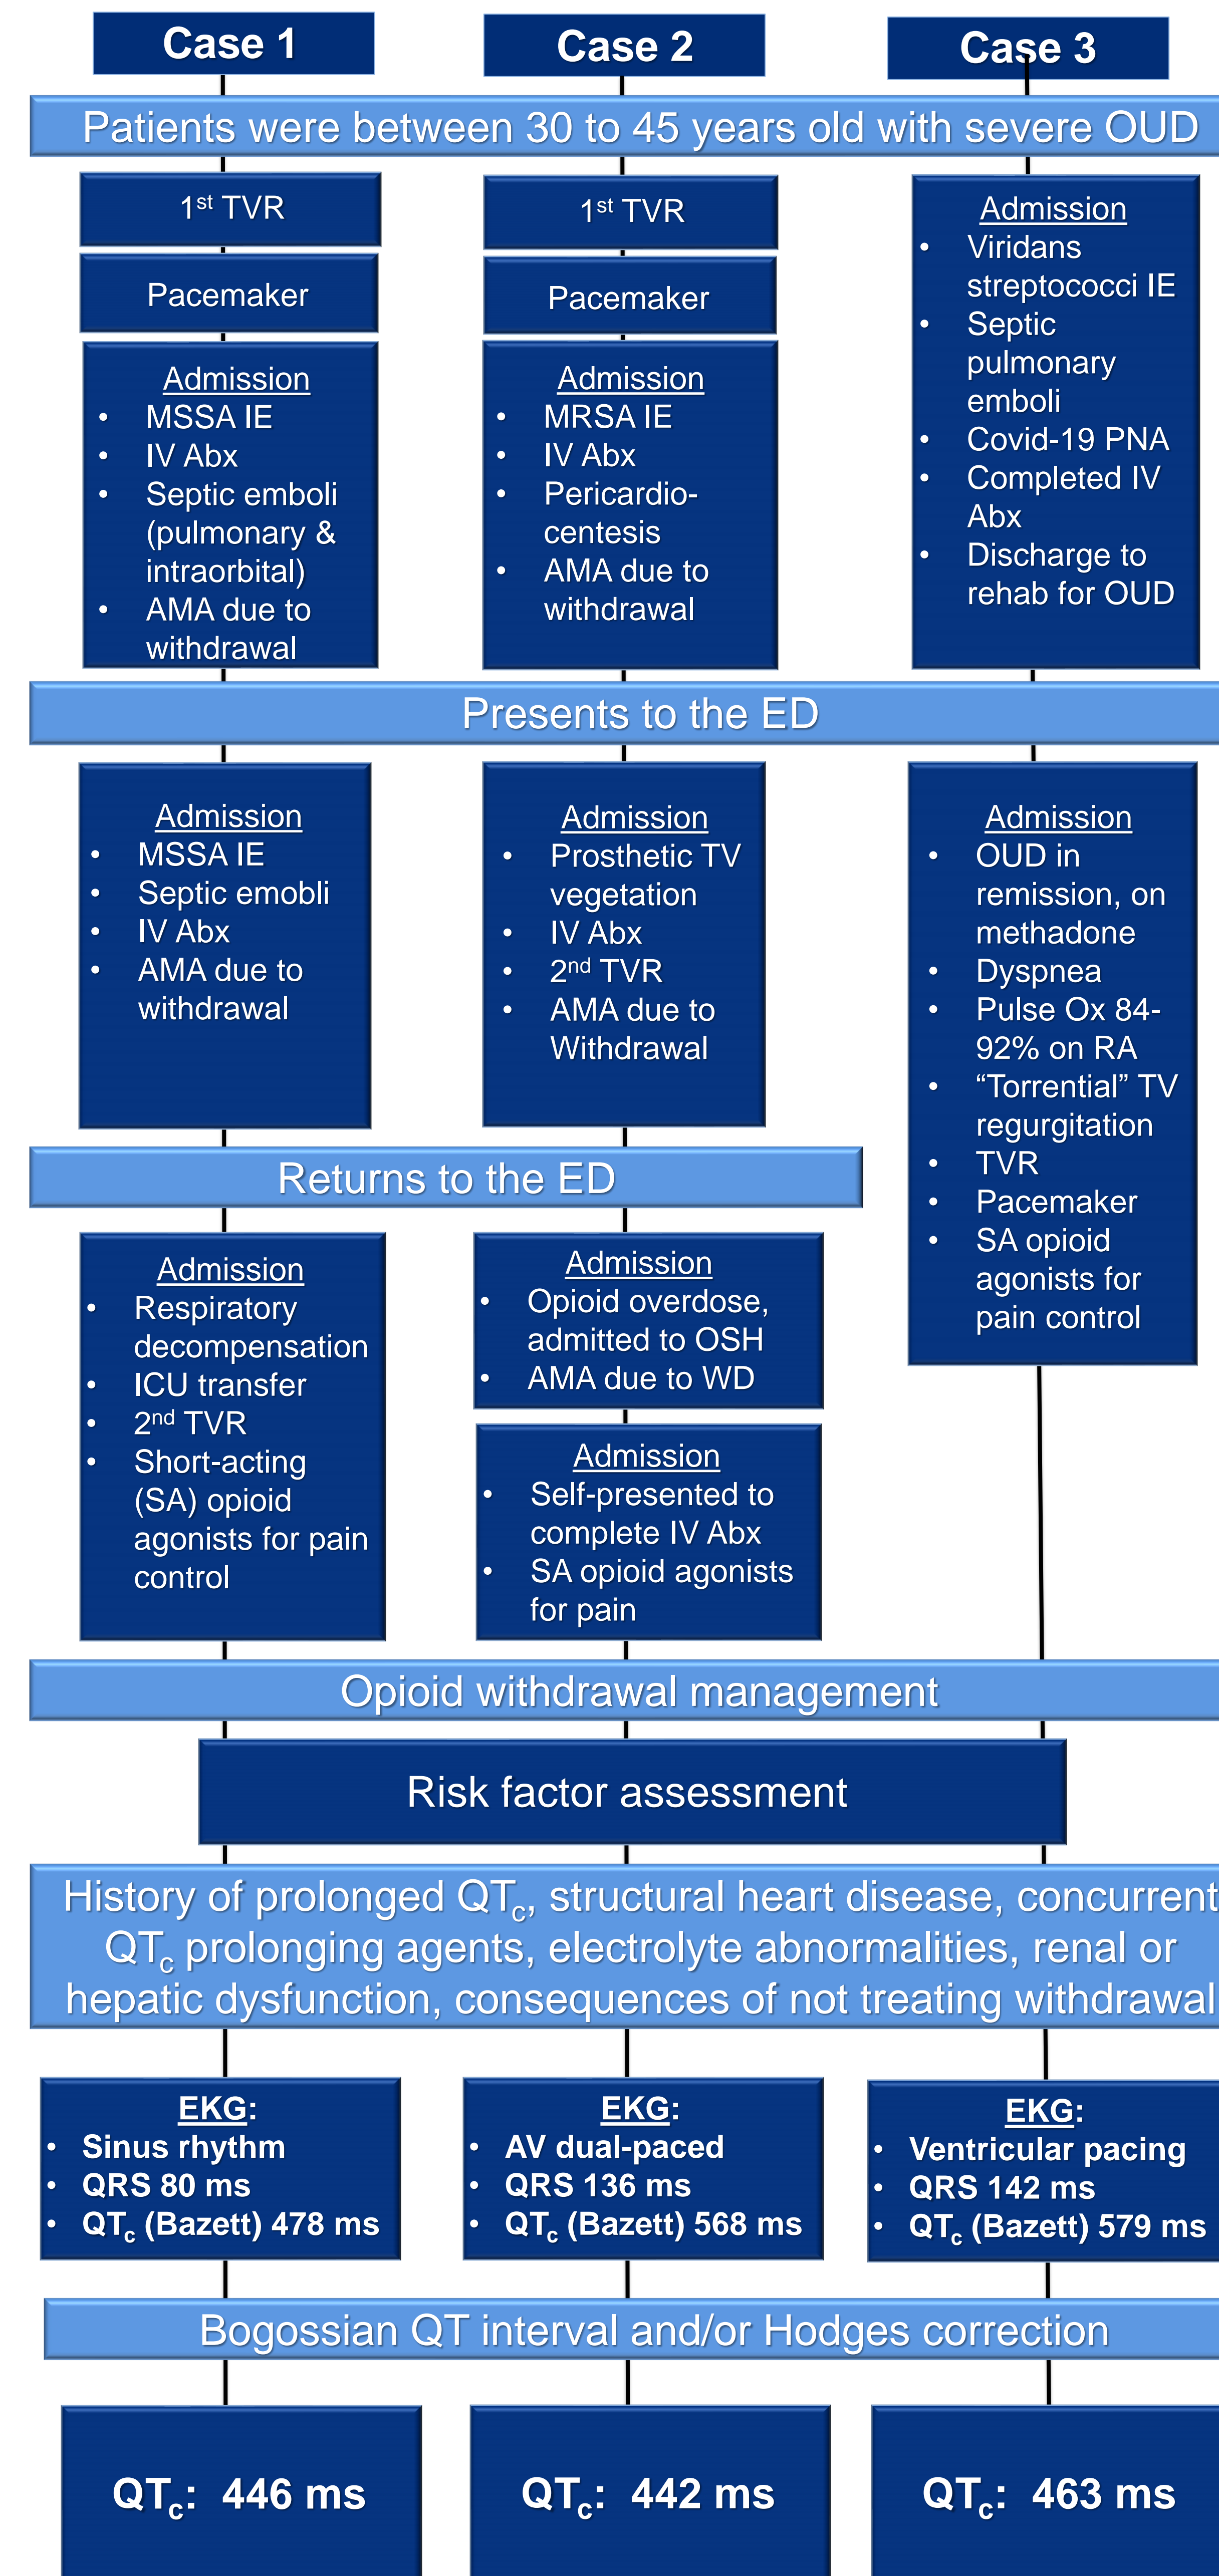 Case 1
Case 2
Case 3
Patients were between 30 to 45 years old with severe OUD
1st TVR
Pacemaker
Admission
• MSSA IE
• IV Abx
• Septic emboli
(pulmonary &
intraorbital)
• AMA due to
withdrawal
1st TVR
Pacemaker
Admission
• MRSA IE
• IV Abx
• Pericardio-
centesis
• AMA due to
withdrawal
Admission
• Viridans
streptococci IE
• Septic
pulmonary
emboli
• Covid-19 PNA
• Completed IV
Abx
• Discharge to
rehab for OUD
Presents to the ED
Admission
• MSSA IE
• Septic emobli
• IV Abx
• AMA due to
withdrawal
Admission
• Prosthetic TV
vegetation
• IV Abx
• 2nd TVR
• AMA due to
Withdrawal
Admission
• OUD in
remission, on
methadone
• Dyspnea
• Pulse Ox 84-
92% on RA
• “Torrential” TV
regurgitation
• TVR
• Pacemaker
• SA opioid
agonists for
pain control
Returns to the ED
Admission
• Respiratory
decompensation
• ICU transfer
• 2nd TVR
• Short-acting
(SA) opioid
agonists for pain
control
Admission
• Opioid overdose,
admitted to OSH
• AMA due to WD
Admission
• Self-presented to
complete IV Abx
• SA opioid agonists
for pain
Opioid withdrawal management
Risk factor assessment
History of prolonged QTc, structural heart disease, concurrent
QTc prolonging agents, electrolyte abnormalities, renal or
hepatic dysfunction, consequences of not treating withdrawal
EKG:
• Sinus rhythm
• QRS 80 ms
• QTc (Bazett) 478 ms
EKG:
• AV dual-paced
• QRS 136 ms
• QTc (Bazett) 568 ms
EKG:
• Ventricular pacing
• QRS 142 ms
• QTc (Bazett) 579 ms
Bogossian QT interval and/or Hodges correction
QTc: 446 ms
QTc: 442 ms
QTc: 463 ms